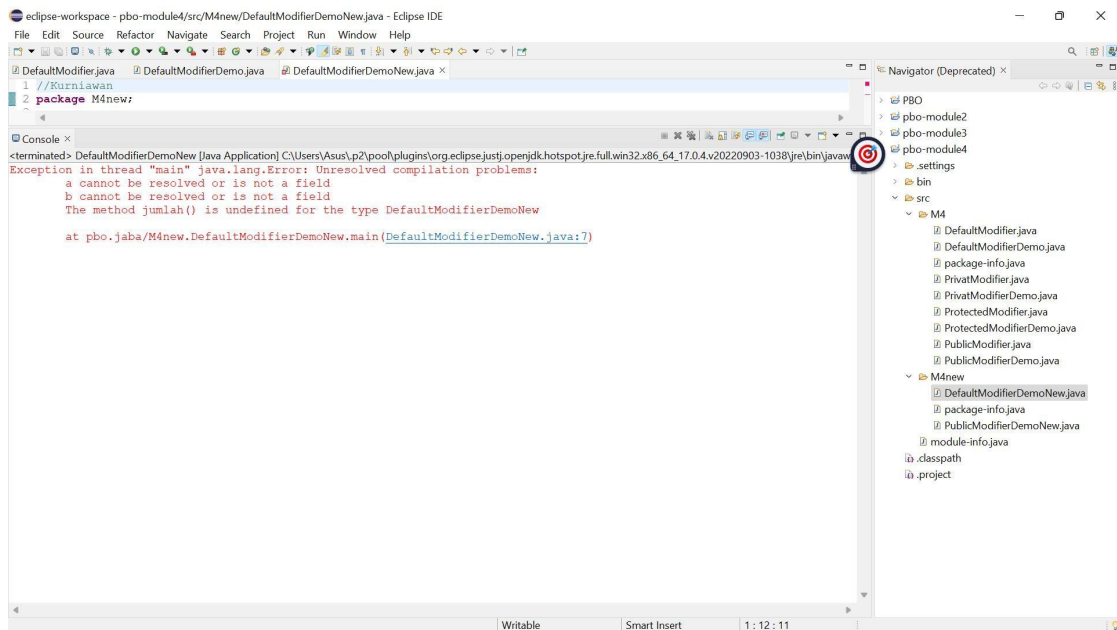 eclipse-workspace - pbo-module4/src/M4new/DefaultModifierDemoNew.java - Eclipse IDE
File Edit Source Refactor Navigate Search Project Run Window Help
DefaultModifier.java DefaultModifierDemo.java DefaultModifierDemoNew.java ×
1 //Kurniawan
2 package M4new;
Console ×
<terminated> DefaultModifierDemoNew [Java Application] C:\Users\Asus\.p2\pool\plugins\org.eclipse.justj.openjdk.hotspot.jre.full.win32.x86_64_17.0.4.v20220903-1038\jre\bin\javaw
Exception in thread "main" java.lang.Error: Unresolved compilation problems:
a cannot be resolved or is not a field
b cannot be resolved or is not a field
The method jumlah() is undefined for the type DefaultModifierDemoNew
at pbo.jaba/M4new.DefaultModifierDemoNew.main(DefaultModifierDemoNew.java:7)
Navigator (Deprecated) ×
PBO
pbo-module2
pbo-module3
pbo-module4
.settings
bin
src
M4
DefaultModifier.java
DefaultModifierDemo.java
package-info.java
PrivatModifier.java
PrivatModifierDemo.java
ProtectedModifier.java
ProtectedModifierDemo.java
PublicModifier.java
PublicModifierDemo.java
M4new
DefaultModifierDemoNew.java
package-info.java
PublicModifierDemoNew.java
module-info.java
.classpath
.project
Writable Smart Insert 1 : 12 : 11